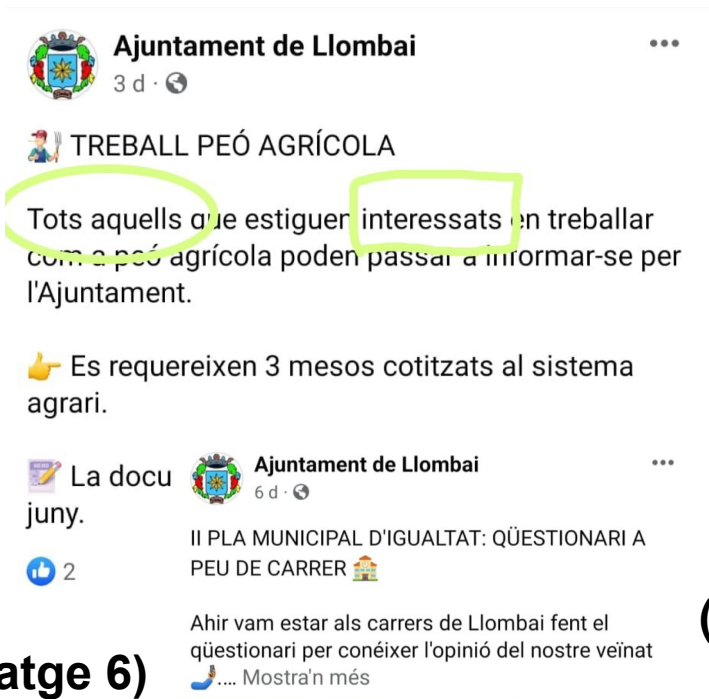 Ajuntament de Llombai
3 d
TREBALL PEÓ AGRÍCOLA
Tots aquells que estiguen interessats en treballar
com a peó agrícola poden passar a informar-se per
l'Ajuntament.
Es requereixen 3 mesos cotitzats al sistema
agrari.
La docu
juny.
2
Ajuntament de Llombai
6 d
II PLA MUNICIPAL D'IGUALTAT: QÜESTIONARI A
PEU DE CARRER
Ahir vam estar als carrers de Llombai fent el
qüestionari per conéixer l'opinió del nostre veïnat
.... Mostra'n més
atge 6)
(